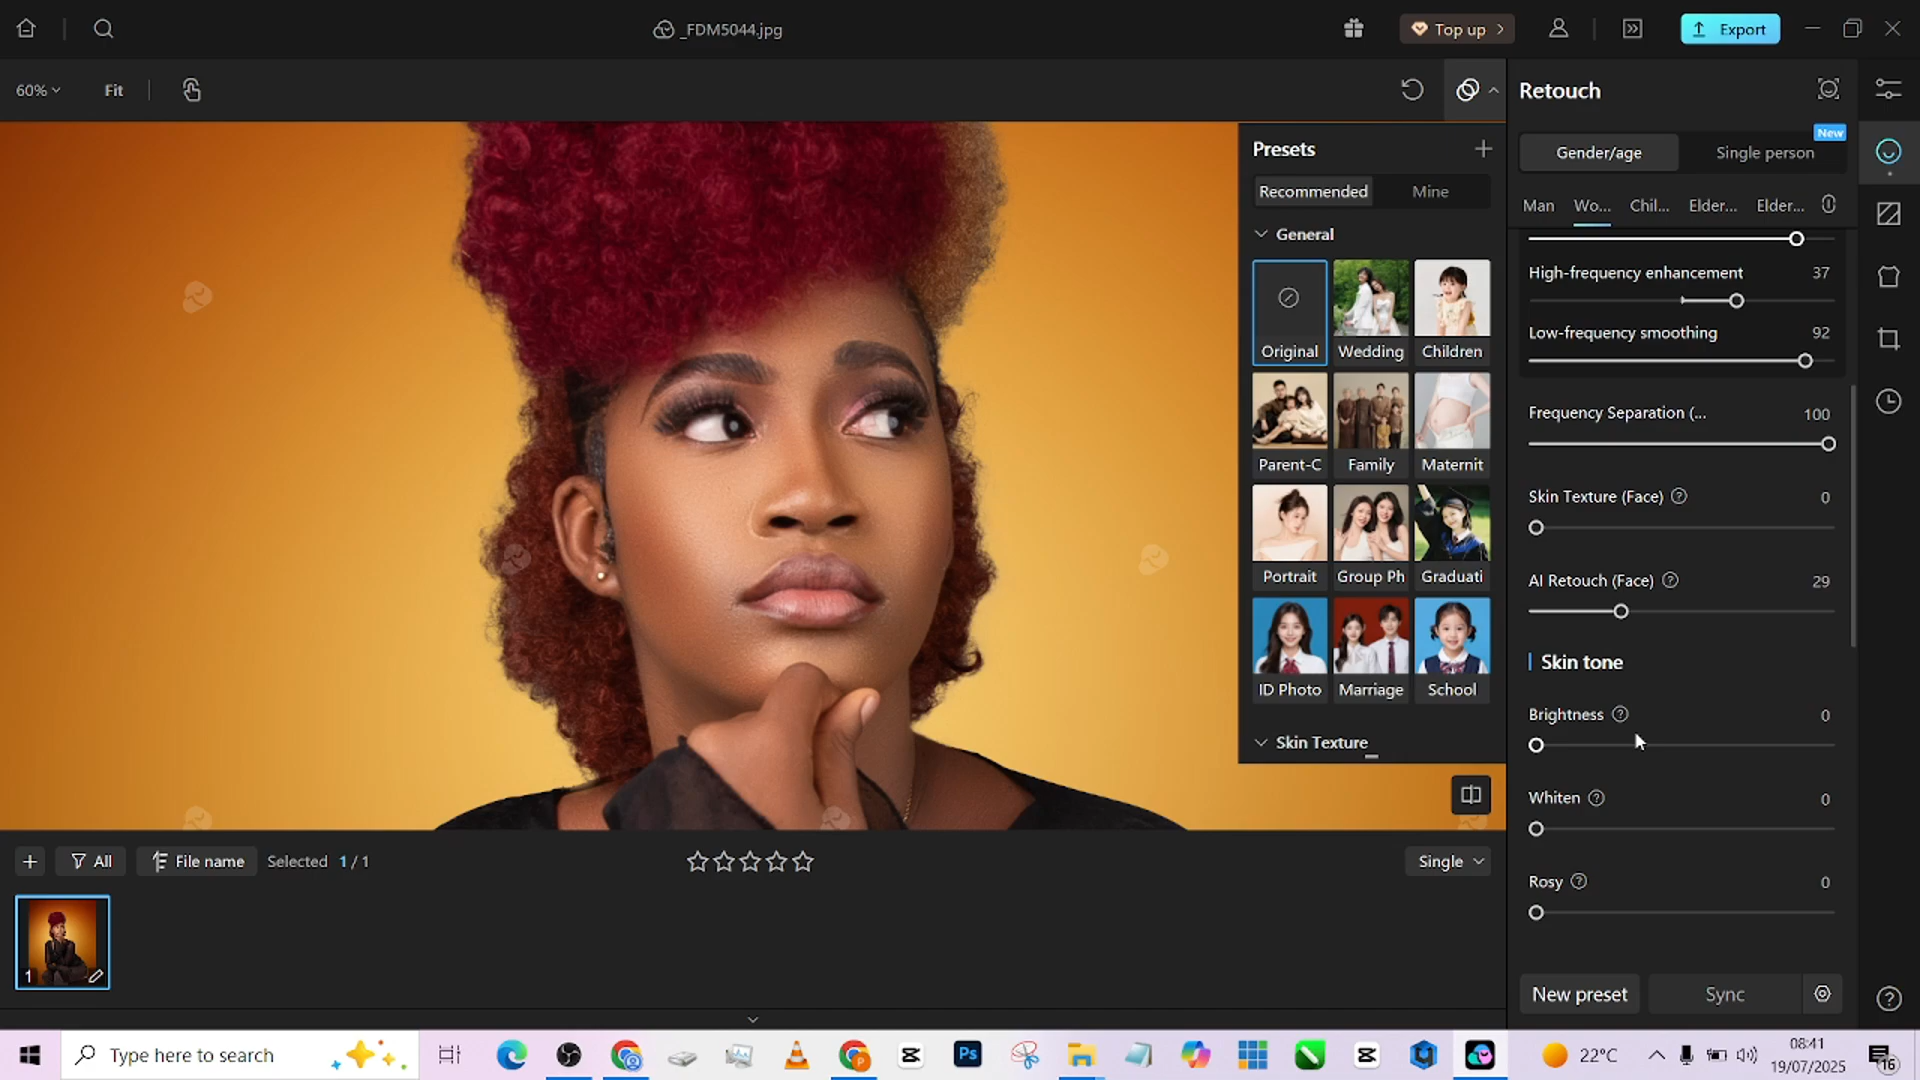 _FDM5044.jpg
Top up
Export
60%
Fit
Retouch
New
Gender/age
Single person
Man
Wo...
Chil...
Elder...
Elder...
Presets
Recommended
Mine
General
Original
Wedding
Children
Parent-C
Family
Maternit
Portrait
Group Ph
Graduati
ID Photo
Marriage
School
Skin Texture
High-frequency enhancement 37
Low-frequency smoothing 92
Frequency Separation (... 100
Skin Texture (Face) 0
AI Retouch (Face) 29
Skin tone
Brightness 0
Whiten 0
Rosy 0
All
File name
Selected 1 / 1
Single
1
New preset
Sync
Type here to search
Ps
22°C
08:41
19/07/2025
16